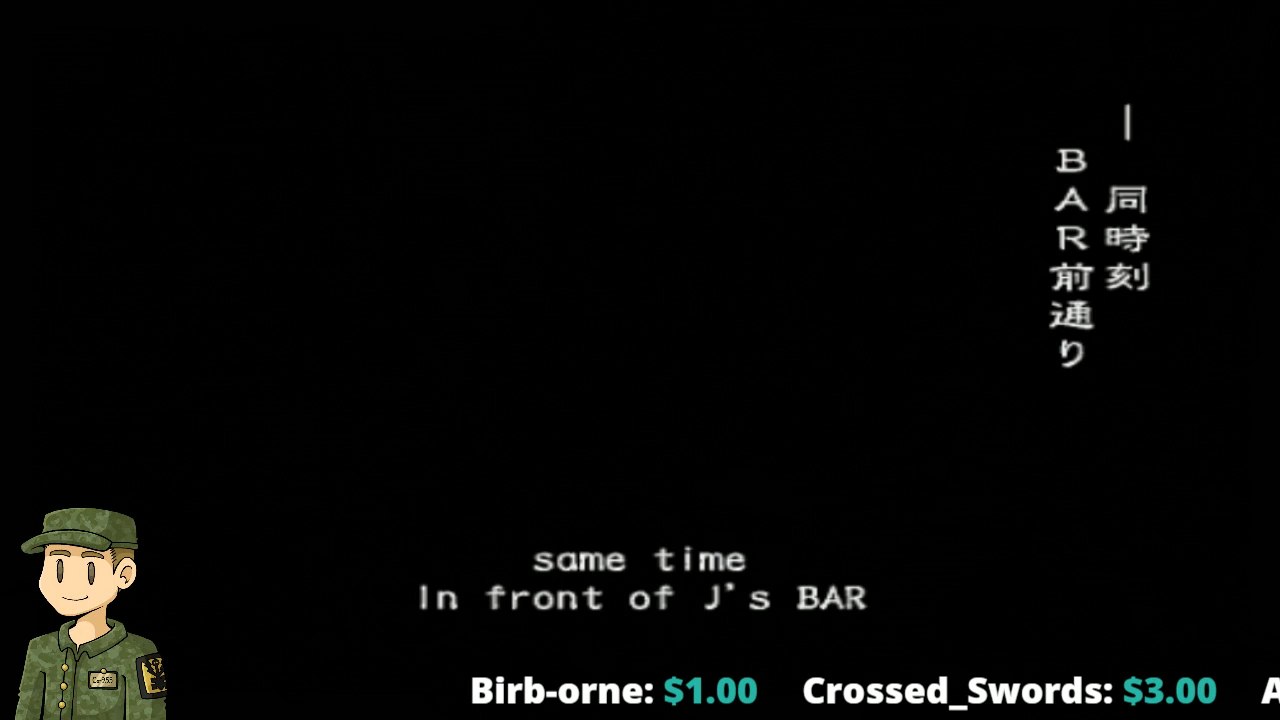 ― 同時刻
BAR前通り
same time
In front of J's BAR
Birb-orne: $1.00 Crossed_Swords: $3.00 A